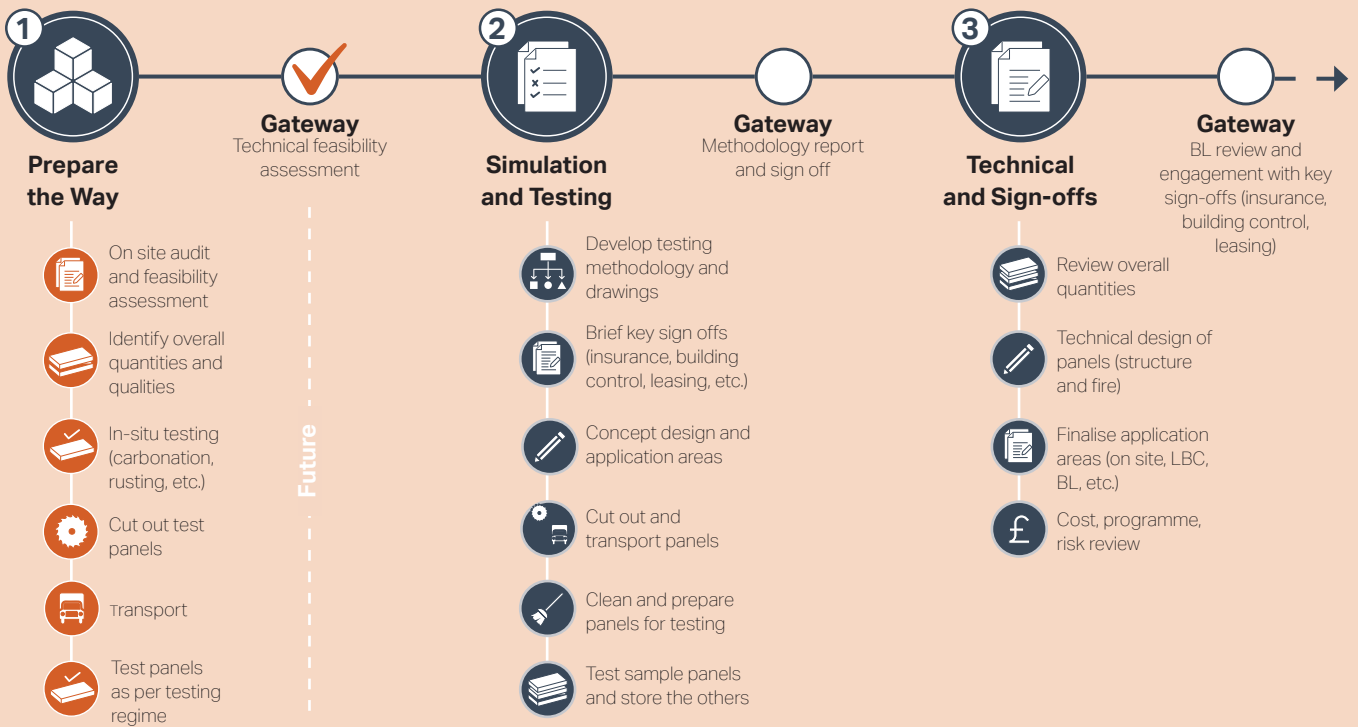 1
Prepare
the Way
On site audit
and feasibility
assessment
Identify overall
quantities and
qualities
In-situ testing
(carbonation,
rusting, etc.)
Cut out test
panels
Transport
Test panels
as per testing
regime
Gateway
Technical feasibility
assessment
Future
2
Simulation
and Testing
Develop testing
methodology and
drawings
Brief key sign offs
(insurance, building
control, leasing, etc.)
Concept design and
application areas
Cut out and
transport panels
Clean and prepare
panels for testing
Test sample panels
and store the others
Gateway
Methodology report
and sign off
3
Technical
and Sign-offs
Review overall
quantities
Technical design of
panels (structure
and fire)
Finalise application
areas (on site, LBC,
BL, etc.)
£
Cost, programme,
risk review
Gateway
BL review and
engagement with key
sign-offs (insurance,
building control,
leasing)